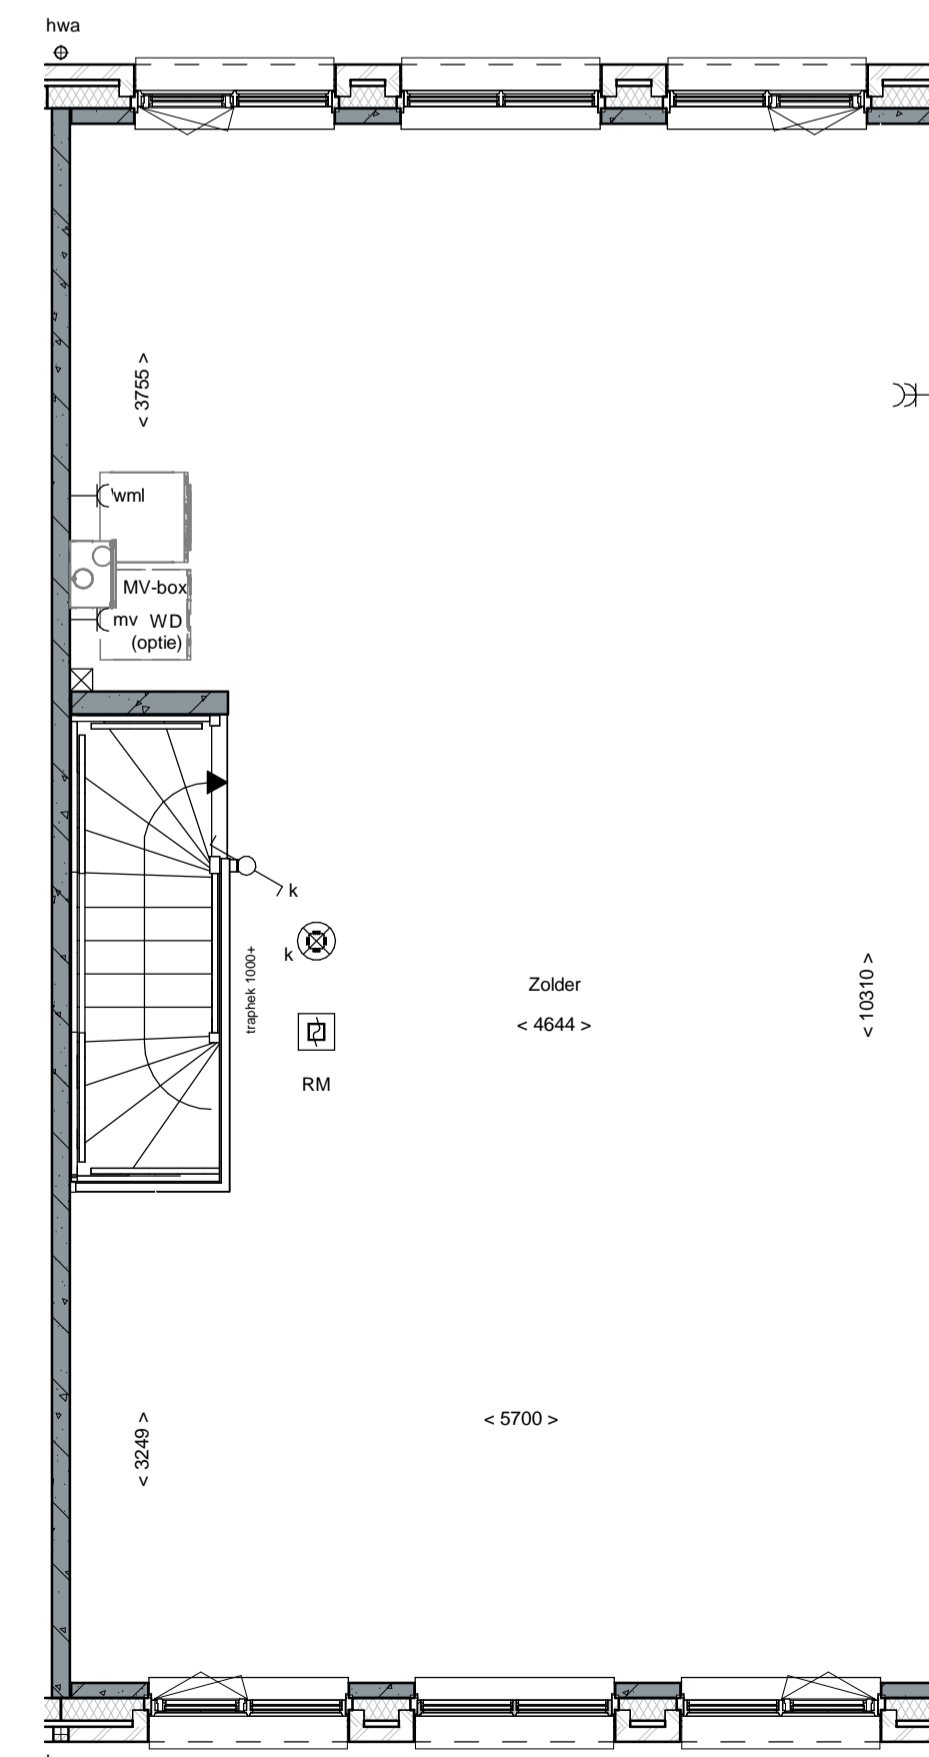 hwa
< 3755 >
wml
MV-box
mv WD
(optie)
k
k
traphek 1000+
Zolder
< 4644 >
< 10310 >
RM
< 5700 >
< 3249 >